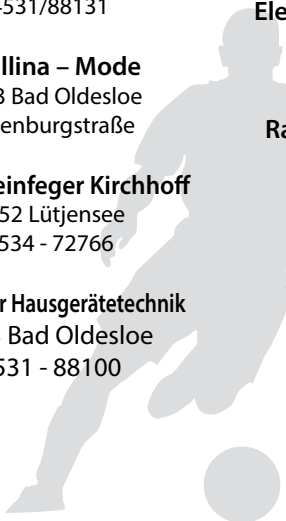 4531/88131
llina – Mode
3 Bad Oldesloe
enburgstraße
einfeger Kirchhoff
52 Lütjensee
534 - 72766
r Hausgerätetechnik
Bad Oldesloe
531 - 88100
Ele
Ra